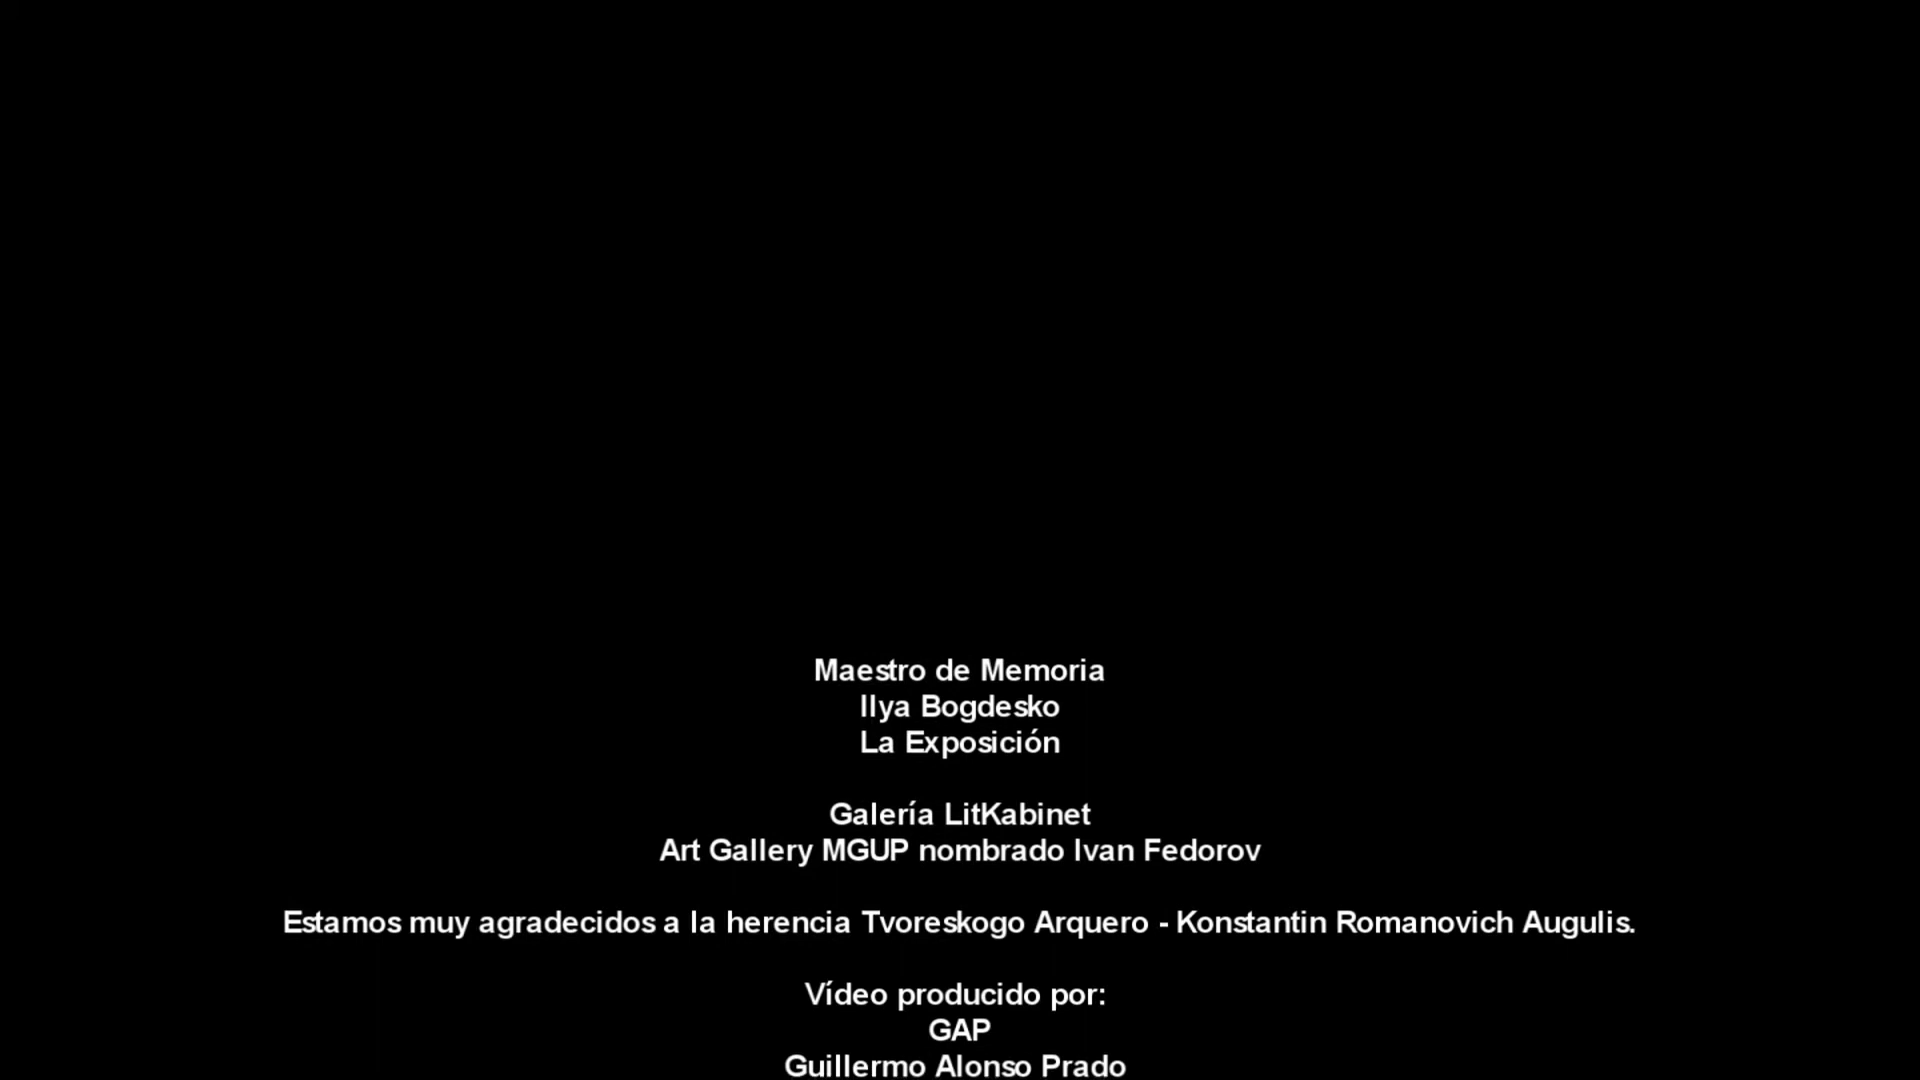 Maestro de Memoria
Ilya Bogdesko
La Exposición
Galería LitKabinet
Art Gallery MGUP nombrado Ivan Fedorov
Estamos muy agradecidos a la herencia Tvoreskogo Arquero - Konstantin Romanovich Augulis.
Vídeo producido por:
GAP
Guillermo Alonso Prado